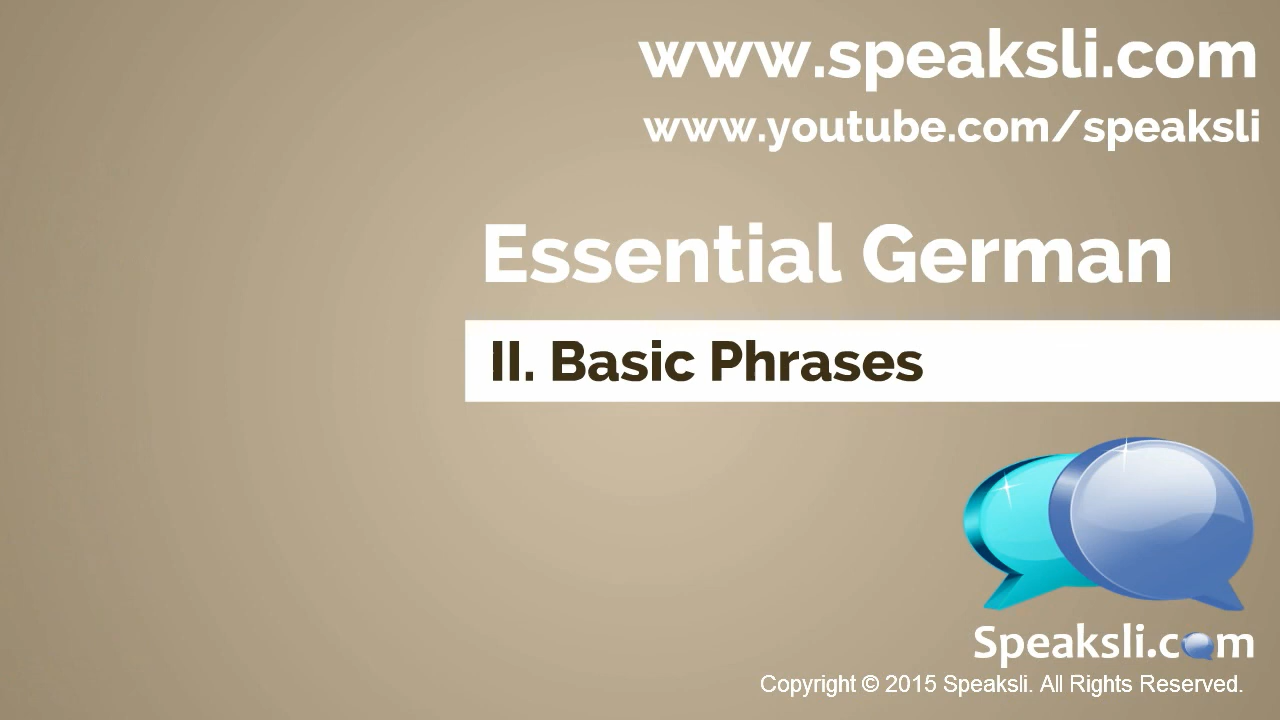 www.speaksli.com
www.youtube.com/speaksli
Essential German
II. Basic Phrases
Speaksli.com
Copyright © 2015 Speaksli. All Rights Reserved.